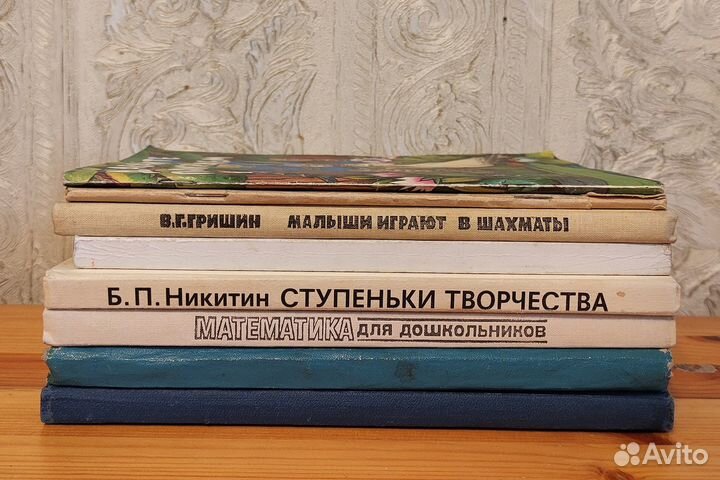 В.Г.ГРИШИН МАЛЫШИ ИГРАЮТ В ШАХМАТЫ
Б.П.Никитин СТУПЕНЬКИ ТВОРЧЕСТВА
МАТЕМАТИКА ДЛЯ ДОШКОЛЬНИКОВ
Avito